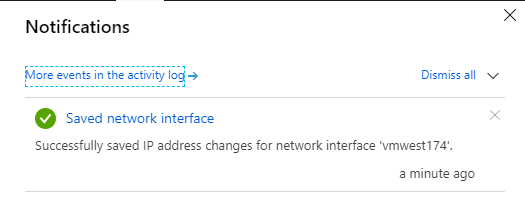 Notifications
More events in the activity log →
Dismiss all
Saved network interface
Successfully saved IP address changes for network interface 'vmwest174'.
a minute ago